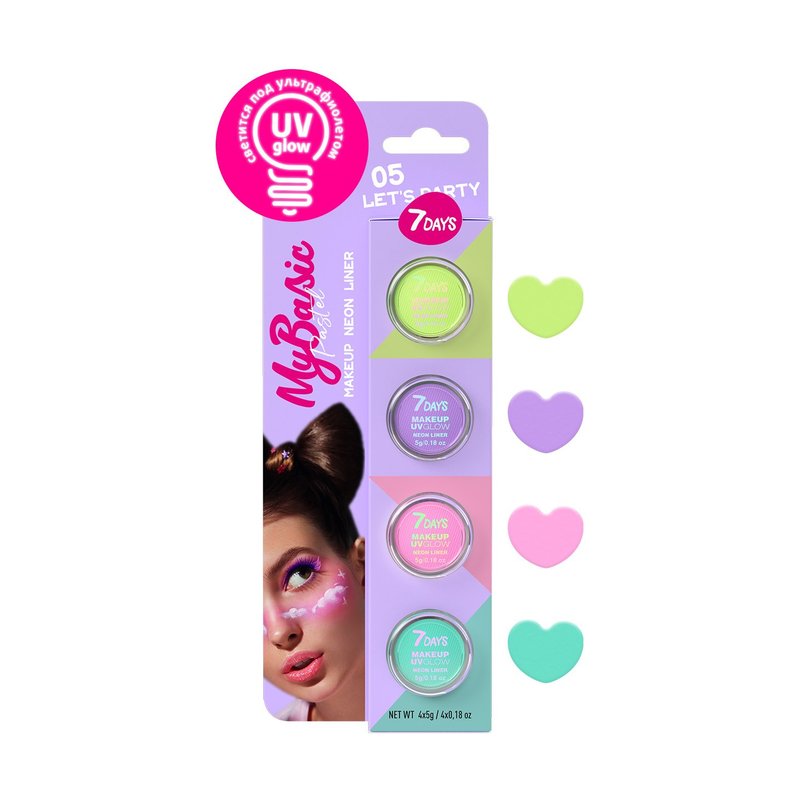 светится под ультрафиолетом
UV
glow
05
LET'S PARTY
7DAYS
MyBasic
Pastel
MAKEUP NEON LINER
7DAYS
7DAYS
MAKEUP
UVGLOW
NEON LINER
5g/0,18 oz
7DAYS
MAKEUP
UVGLOW
NEON LINER
5g/0,18 oz
7DAYS
MAKEUP
UVGLOW
NEON LINER
5g/0,18 oz
NET WT 4x5g / 4x0,18 oz